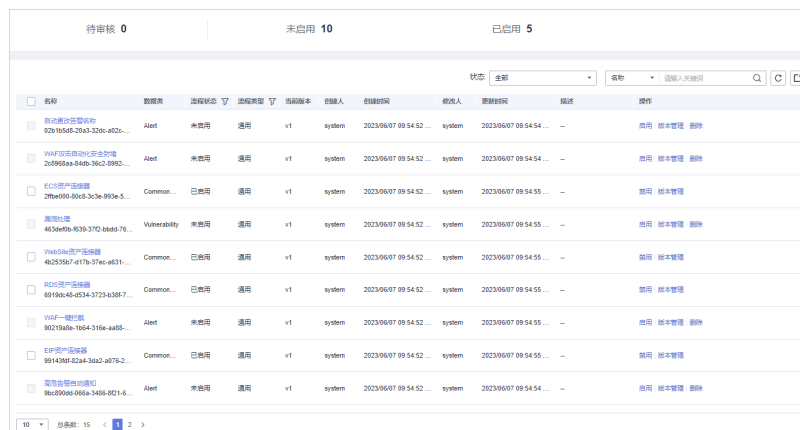 待审核 0 未启用 10 已启用 5
状态 全部 名称 请输入关键词
名称 数据类 流程状态 流程类型 当前版本 创建人 创建时间 修改人 更新时间 描述 操作
自动更改告警名称
02b1b5d8-20a3-32dc-a02c-... Alert 未启用 通用 v1 system 2023/06/07 09:54:52 ... system 2023/06/07 09:54:54 ... -- 启用 版本管理 删除
WAF攻击自动化安全封堵
2c8968aa-84db-36c2-8992-... Alert 未启用 通用 v1 system 2023/06/07 09:54:52 ... system 2023/06/07 09:54:54 ... -- 启用 版本管理 删除
ECS资产连接器
2ffbe000-80c8-3c3e-993e-5... Common... 已启用 通用 v1 system 2023/06/07 09:54:52 ... system 2023/06/07 09:54:55 ... -- 禁用 版本管理
漏洞处理
463def0b-f639-37f2-bbdd-76... Vulnerability 未启用 通用 v1 system 2023/06/07 09:54:52 ... system 2023/06/07 09:54:55 ... -- 启用 版本管理 删除
WebSite资产连接器
4b2535b7-d17b-37ec-a831-... Common... 已启用 通用 v1 system 2023/06/07 09:54:52 ... system 2023/06/07 09:54:55 ... -- 禁用 版本管理
RDS资产连接器
6919dc48-d534-3723-b38f-7... Common... 已启用 通用 v1 system 2023/06/07 09:54:52 ... system 2023/06/07 09:54:55 ... -- 禁用 版本管理
WAF一键拦截
90219a8e-1b64-316e-aa88-... Alert 未启用 通用 v1 system 2023/06/07 09:54:52 ... system 2023/06/07 09:54:55 ... -- 启用 版本管理 删除
EIP资产连接器
99143fdf-82a4-3da2-a076-2... Common... 已启用 通用 v1 system 2023/06/07 09:54:52 ... system 2023/06/07 09:54:55 ... -- 禁用 版本管理
高危告警自动通知
9bc890dd-066a-3486-8f21-6... Alert 未启用 通用 v1 system 2023/06/07 09:54:52 ... system 2023/06/07 09:54:54 ... -- 启用 版本管理 删除
10 总条数: 15 < 1 2 >